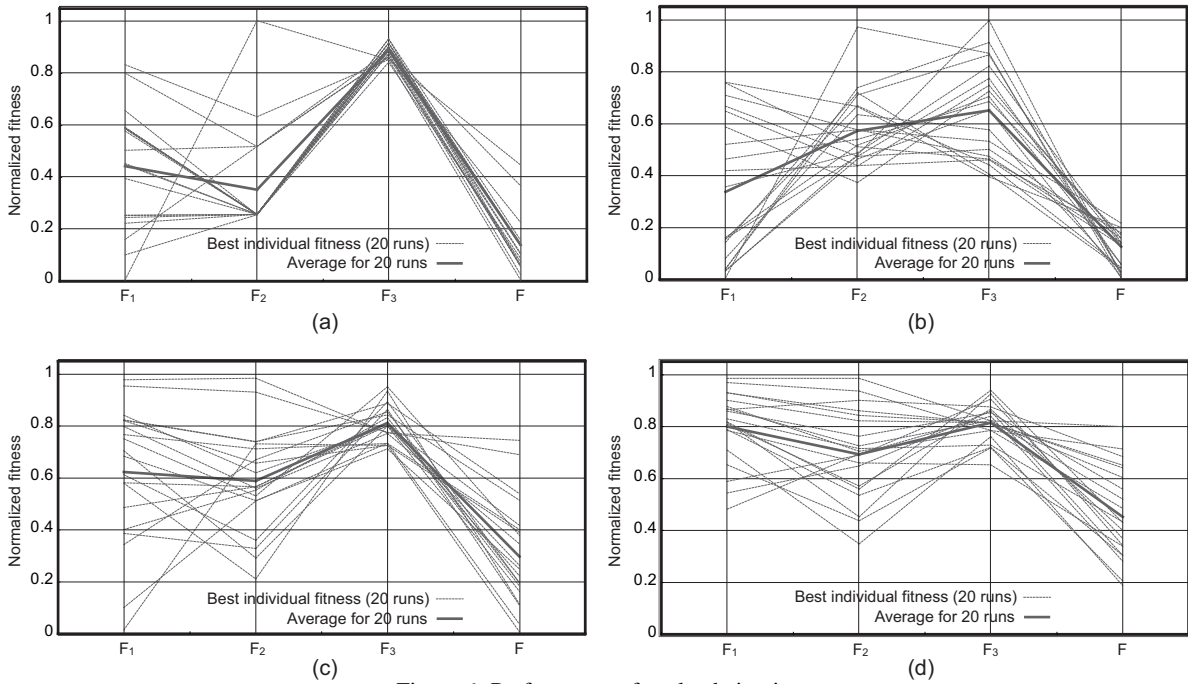 1
0.8
0.6
0.4
0.2
0
Normalized fitness
Best individual fitness (20 runs)
Average for 20 runs
F₁ F₂ F₃ F
(a)
1
0.8
0.6
0.4
0.2
0
Normalized fitness
Best individual fitness (20 runs)
Average for 20 runs
F₁ F₂ F₃ F
(b)
1
0.8
0.6
0.4
0.2
0
Normalized fitness
Best individual fitness (20 runs)
Average for 20 runs
F₁ F₂ F₃ F
(c)
1
0.8
0.6
0.4
0.2
0
Normalized fitness
Best individual fitness (20 runs)
Average for 20 runs
F₁ F₂ F₃ F
(d)
Figure Performance of